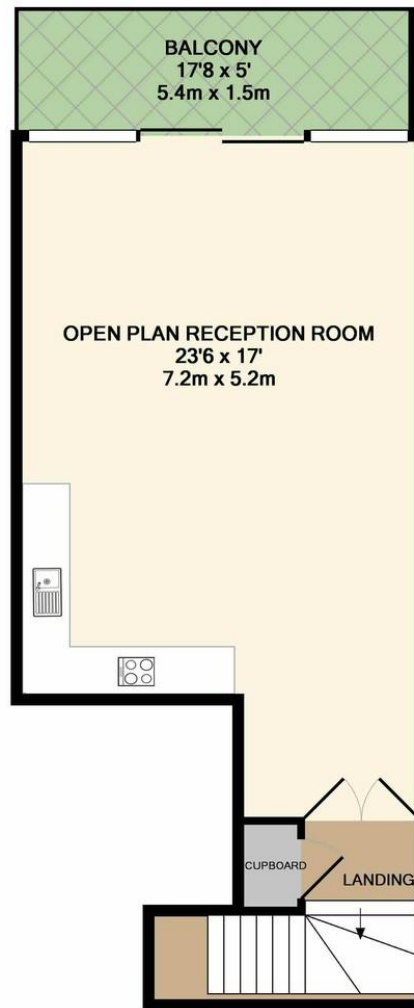 BALCONY
17'8 x 5'
5.4m x 1.5m
OPEN PLAN RECEPTION ROOM
23'6 x 17'
7.2m x 5.2m
CUPBOARD
LANDING